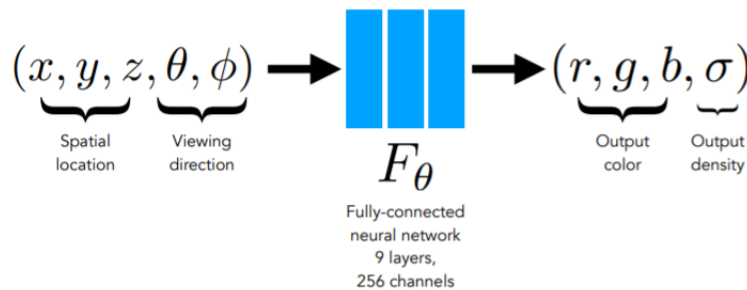 (x, y, z, θ, ϕ)
Spatial
location
Viewing
direction
F_θ
Fully-connected
neural network
9 layers,
256 channels
(r, g, b, σ)
Output
color
Output
density